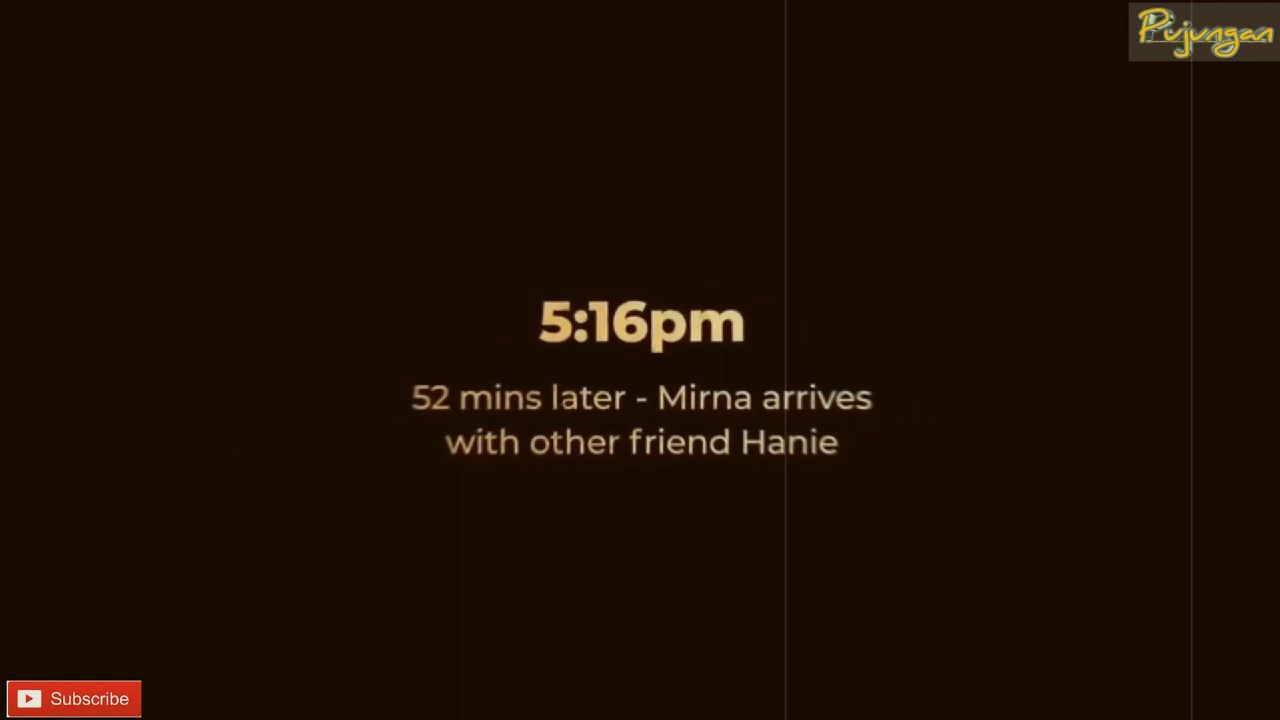 Pujungan
5:16pm
52 mins later - Mirna arrives
with other friend Hanie
Subscribe